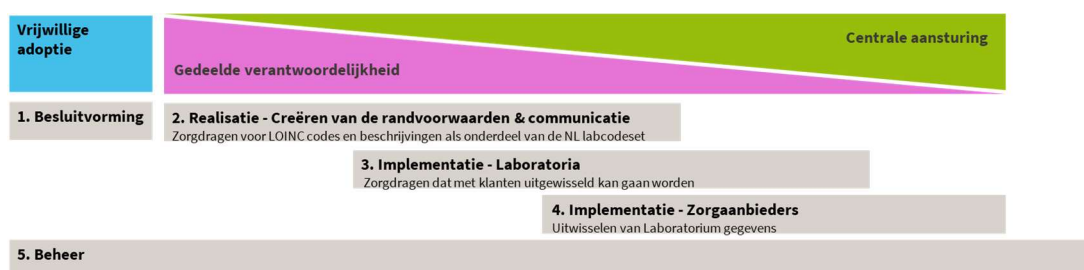 Vrijwillige
adoptie
Centrale aansturing
Gedeelde verantwoordelijkheid
1. Besluitvorming
2. Realisatie - Creëren van de randvoorwaarden & communicatie
Zorgdragen voor LOINC codes en beschrijvingen als onderdeel van de NL labcodeset
3. Implementatie - Laboratoria
Zorgdragen dat met klanten uitgewisseld kan gaan worden
4. Implementatie - Zorgaanbieders
Uitwisselen van Laboratorium gegevens
5. Beheer